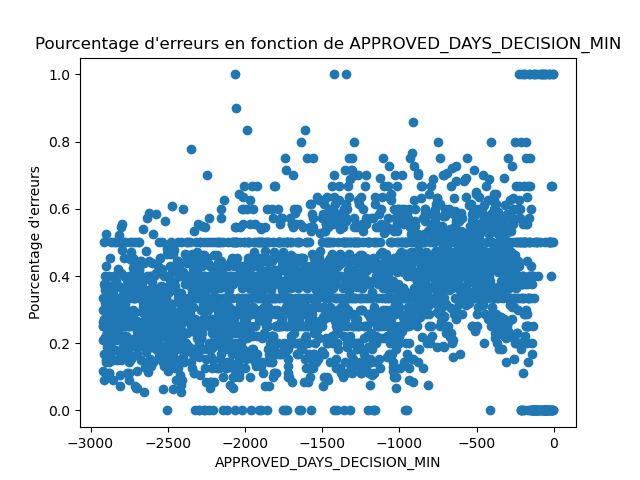 Pourcentage d'erreurs en fonction de APPROVED_DAYS_DECISION_MIN
1.0
0.8
0.6
0.4
0.2
0.0
Pourcentage d'erreurs
−3000 −2500 −2000 −1500 −1000 −500 0
APPROVED_DAYS_DECISION_MIN